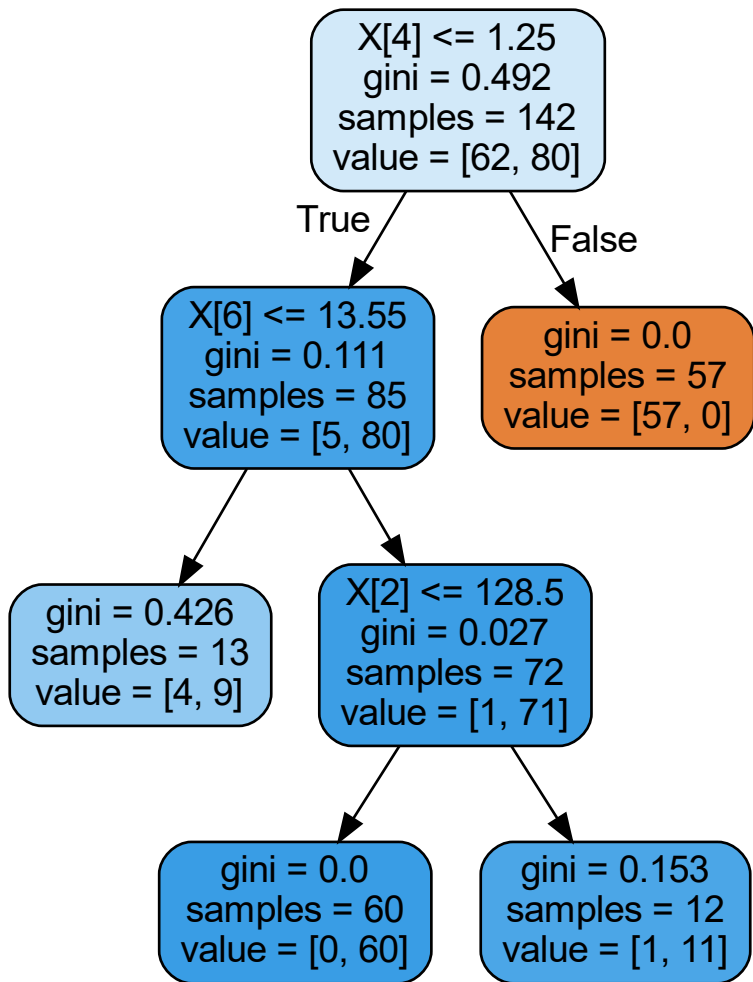 X[4] <= 1.25
gini = 0.492
samples = 142
value = [62, 80]
True
False
X[6] <= 13.55
gini = 0.111
samples = 85
value = [5, 80]
gini = 0.0
samples = 57
value = [57, 0]
gini = 0.426
samples = 13
value = [4, 9]
X[2] <= 128.5
gini = 0.027
samples = 72
value = [1, 71]
gini = 0.0
samples = 60
value = [0, 60]
gini = 0.153
samples = 12
value = [1, 11]